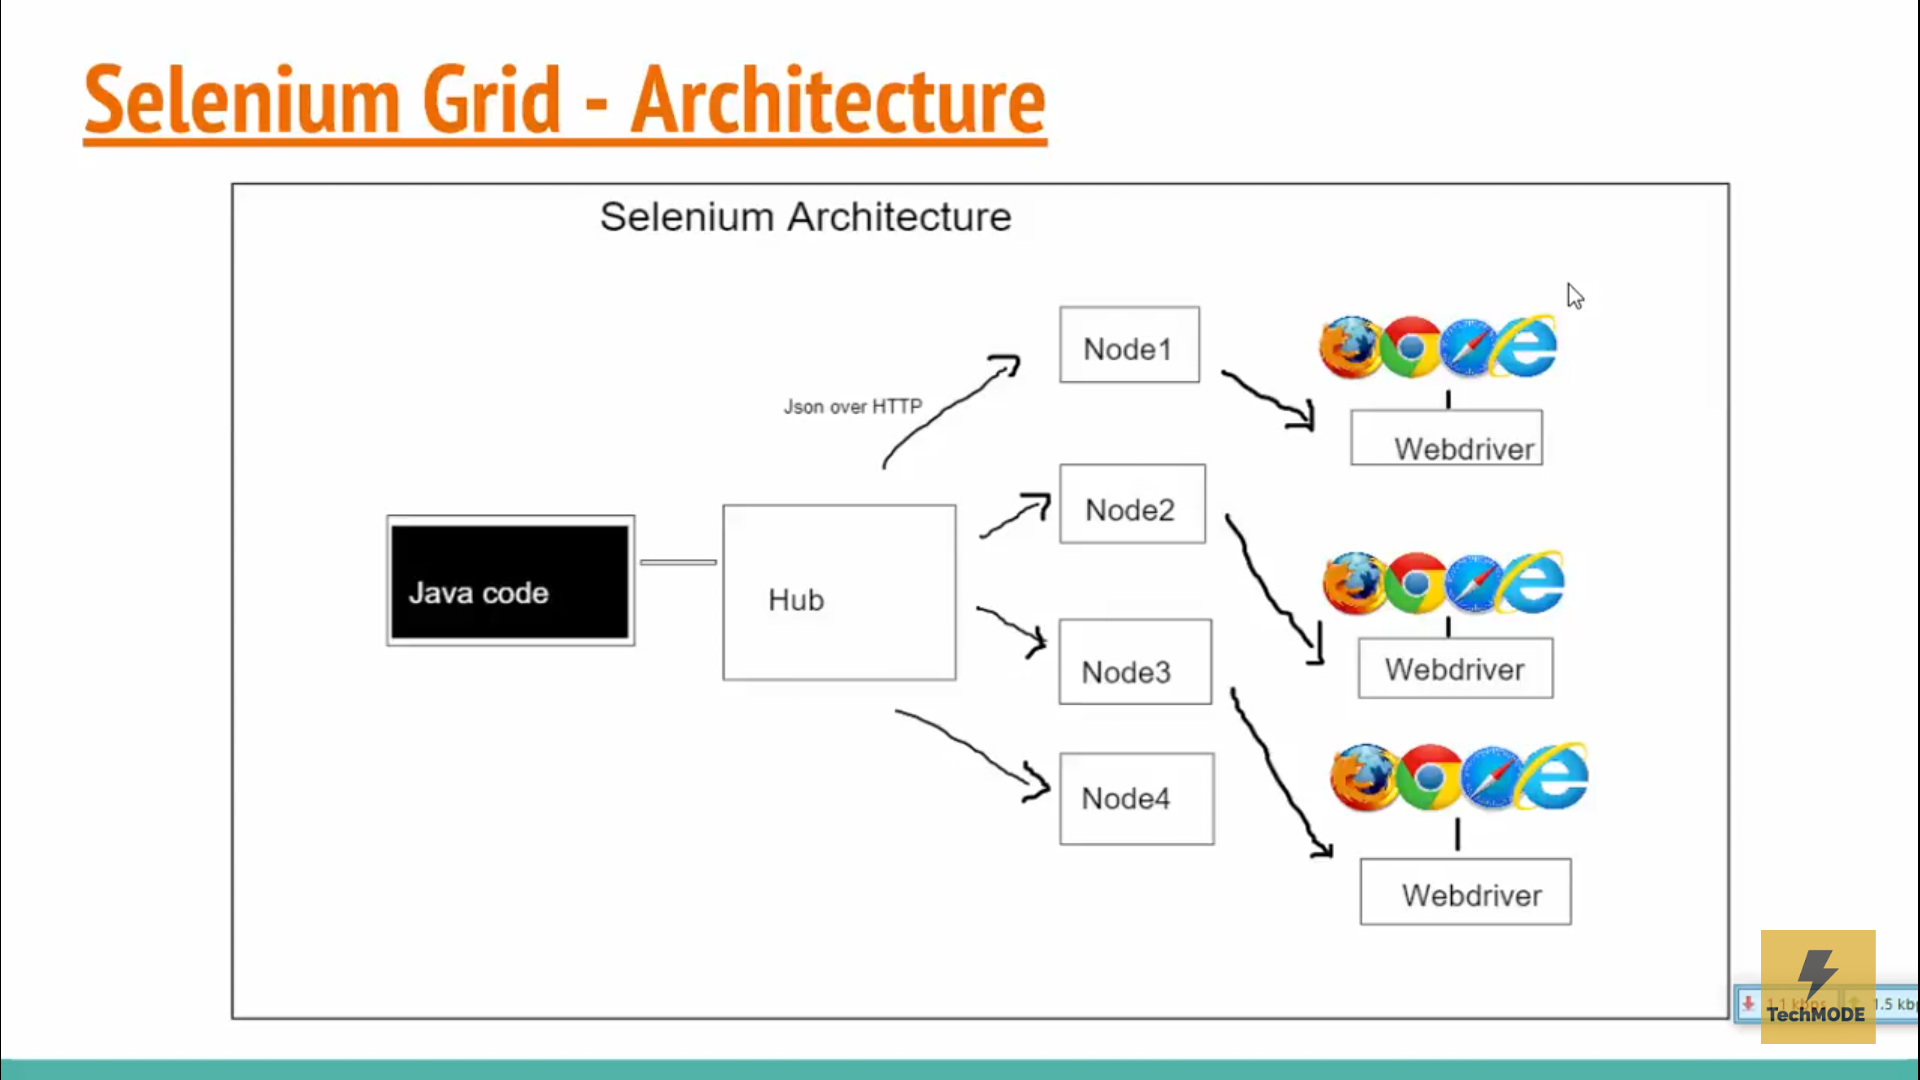 Selenium Grid - Architecture
Selenium Architecture
Json over HTTP
Java code
Hub
Node1
Node2
Node3
Node4
Webdriver
Webdriver
Webdriver
1.1 kbps
1.5 kb
TechMODE